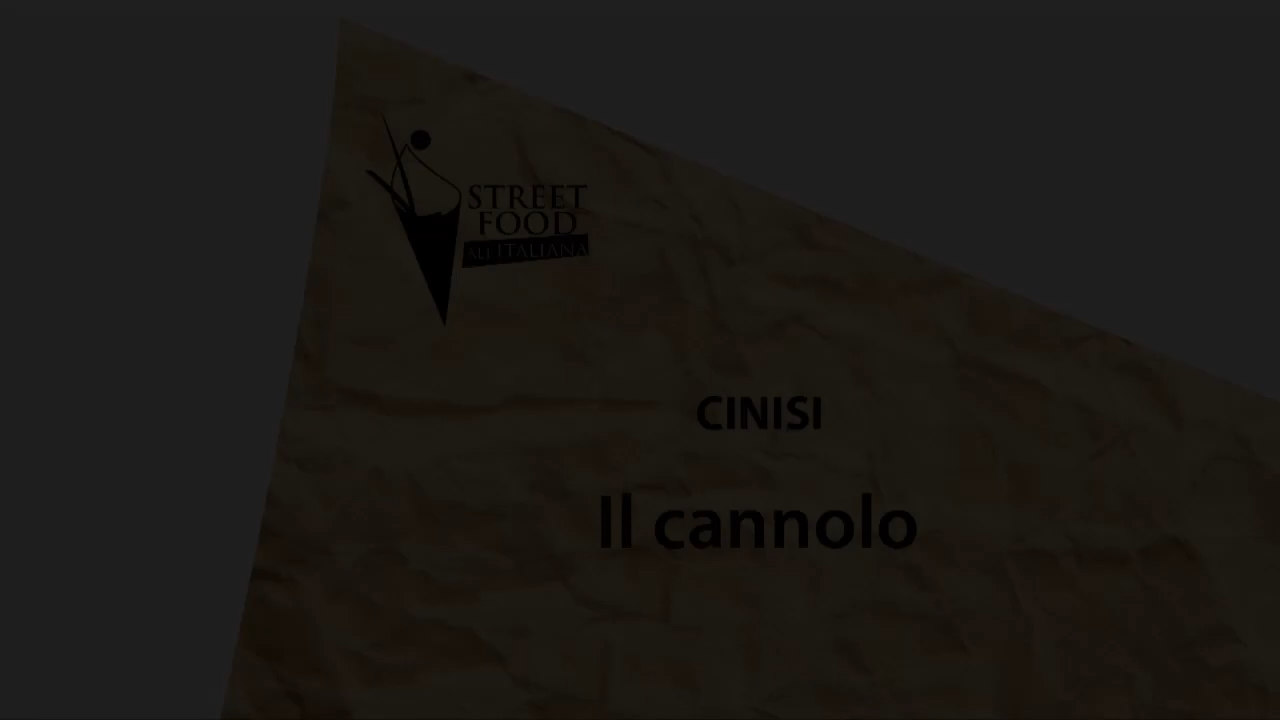 STREET
FOOD
ALL'ITALIANA
CINISI
Il cannolo